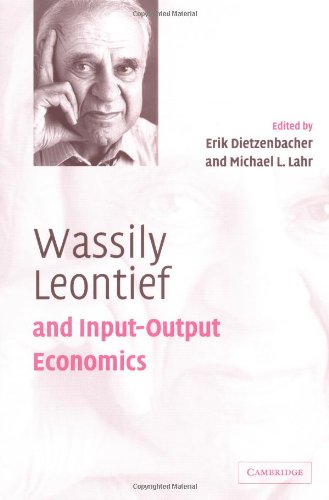 Edited by
Erik Dietzenbacher
and Michael L. Lahr
Wassily
Leontief
and Input-Output
Economics
CAMBRIDGE